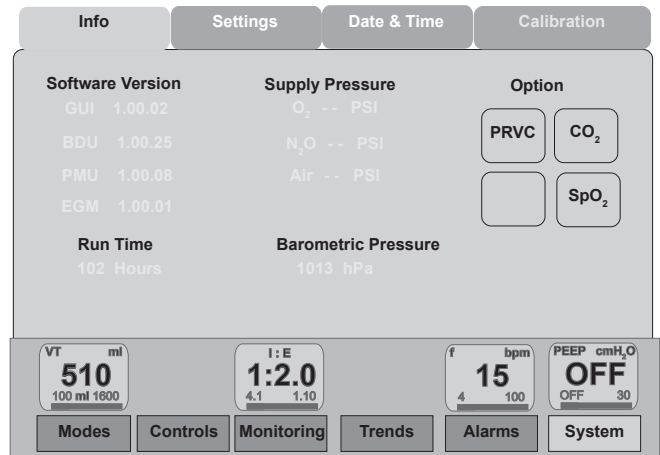 Info Settings Date & Time Calibration
Software Version Supply Pressure Option
GUI 1.00.02 O₂ -- PSI
BDU 1.00.25 N₂O -- PSI PRVC CO₂
PMU 1.00.08 Air -- PSI
EGM 1.00.01 SpO₂
Run Time Barometric Pressure
102 Hours 1013 hPa
VT ml I:E f bpm PEEP cmH₂O
510 1:2.0 15 OFF
100 ml 1600 4.1 1.10 4 100 OFF 30
Modes Controls Monitoring Trends Alarms System